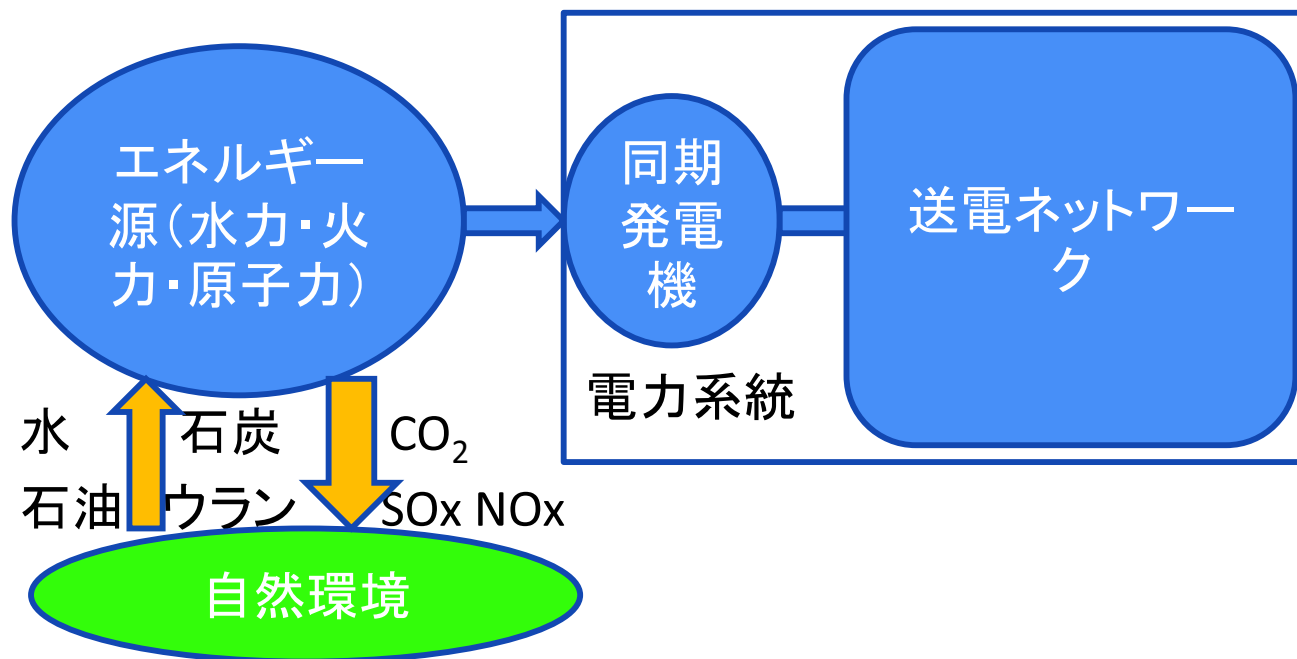 エネルギー
源(水力・火
力・原子力)
同期
発電
機
送電ネットワー
ク
電力系統
水 石炭 CO₂
石油 ウラン SOx NOx
自然環境